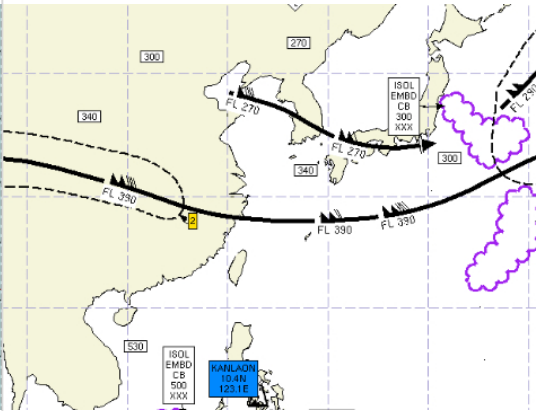 270
300
ISOL
EMBD
CB
300
XXX
FL 290
FL 270
340
FL 270
300
340
FL 390
2
FL 390
FL 390
530
ISOL
EMBD
CB
500
XXX
KANLAON
10.4N
123.1E